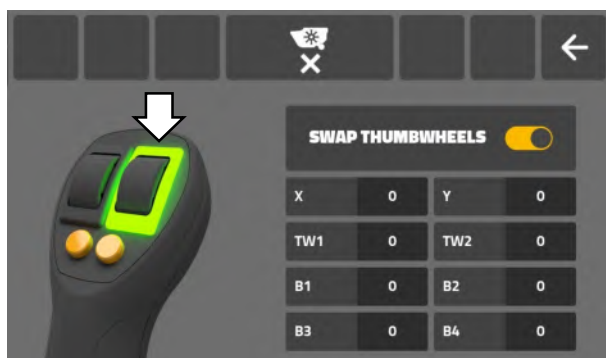 SWAP THUMBWHEELS
X 0 Y 0
TW1 0 TW2 0
B1 0 B2 0
B3 0 B4 0